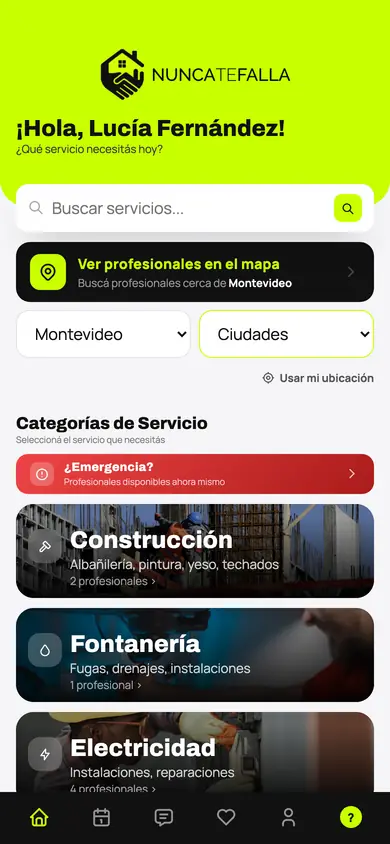 NUNCATEFALLA
¡Hola, Lucía Fernández!
¿Qué servicio necesitás hoy?
Buscar servicios...
Ver profesionales en el mapa
Buscá profesionales cerca de Montevideo
Montevideo
Ciudades
Usar mi ubicación
Categorías de Servicio
Seleccioná el servicio que necesitás
¿Emergencia?
Profesionales disponibles ahora mismo
Construcción
Albañilería, pintura, yeso, techados
2 profesionales ›
Fontanería
Fugas, drenajes, instalaciones
1 profesional ›
Electricidad
Instalaciones, reparaciones
4 profesionales ›
1
?